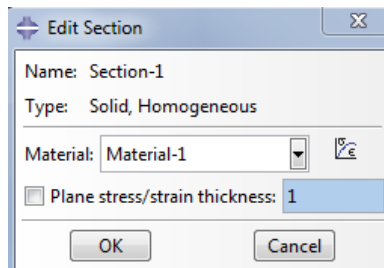 Edit Section
Name: Section-1
Type: Solid, Homogeneous
Material: Material-1 σ ε
Plane stress/strain thickness: 1
OK Cancel